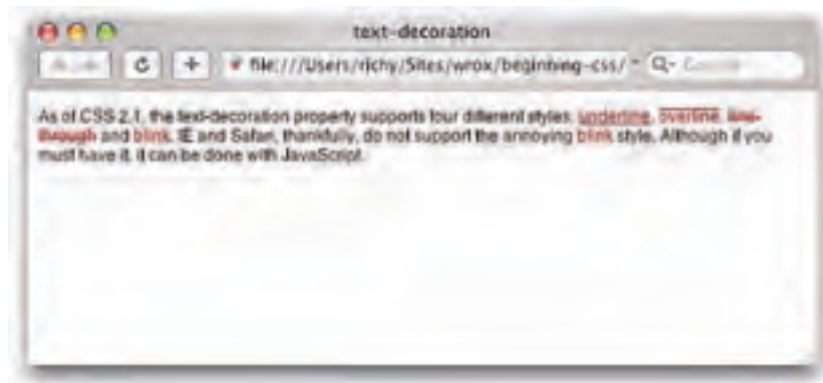 text-decoration
file:///Users/richy/Sites/wrox/beginning-css/
As of CSS 2.1, the text-decoration property supports four different styles: underline, overline, line-
through and blink. IE and Safari, thankfully, do not support the annoying blink style. Although if you
must have it, it can be done with JavaScript.